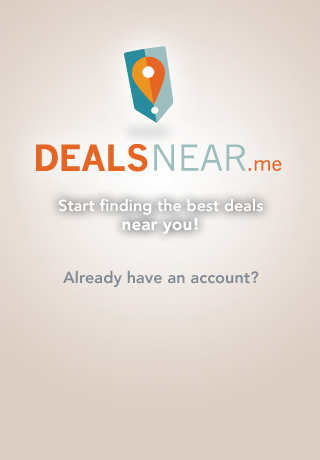 DEALSNEAR.me
Start finding the best deals
near you!
Already have an account?